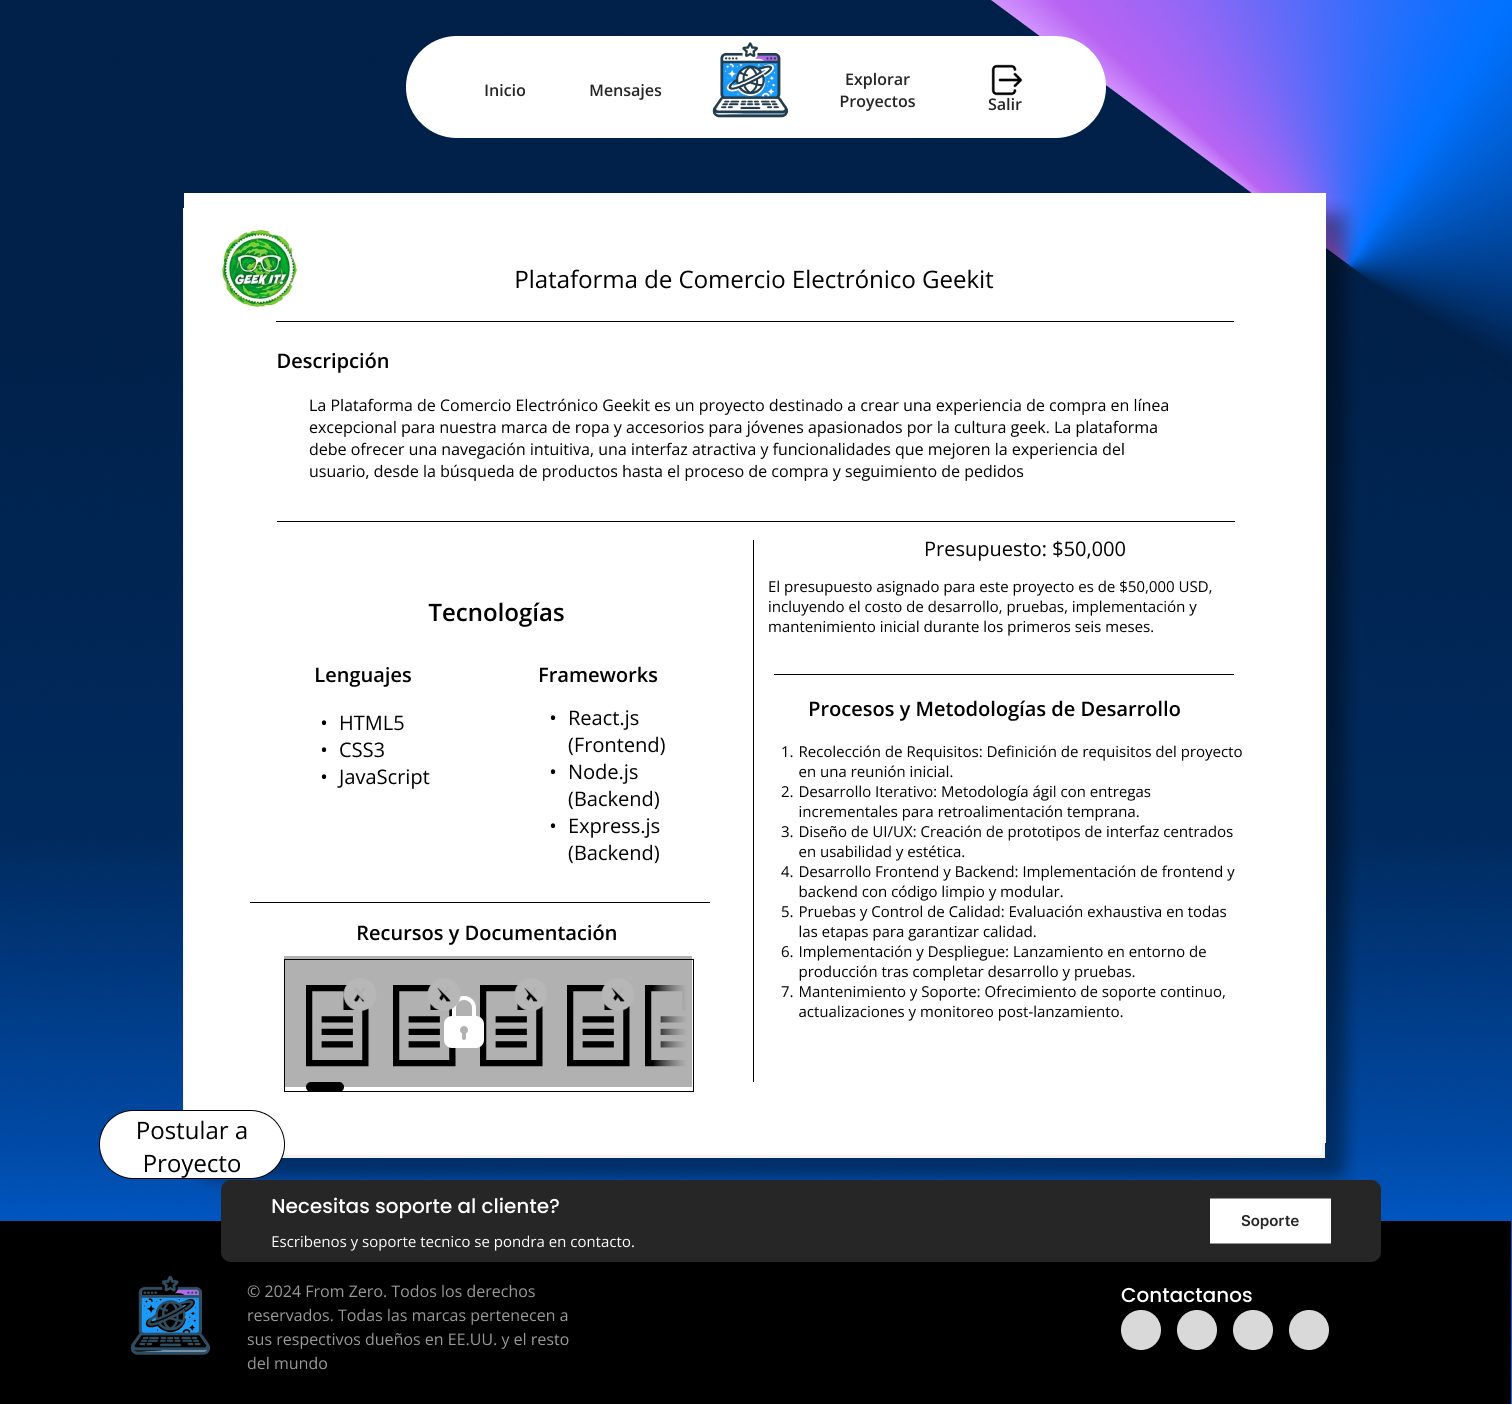 Inicio
Mensajes
Explorar
Proyectos
Salir
GEEK IT!
Plataforma de Comercio Electrónico Geekit
Descripción
La Plataforma de Comercio Electrónico Geekit es un proyecto destinado a crear una experiencia de compra en línea
excepcional para nuestra marca de ropa y accesorios para jóvenes apasionados por la cultura geek. La plataforma
debe ofrecer una navegación intuitiva, una interfaz atractiva y funcionalidades que mejoren la experiencia del
usuario, desde la búsqueda de productos hasta el proceso de compra y seguimiento de pedidos
Tecnologías
Lenguajes
• HTML5
• CSS3
• JavaScript
Frameworks
• React.js
(Frontend)
• Node.js
(Backend)
• Express.js
(Backend)
Recursos y Documentación
Presupuesto: $50,000
El presupuesto asignado para este proyecto es de $50,000 USD,
incluyendo el costo de desarrollo, pruebas, implementación y
mantenimiento inicial durante los primeros seis meses.
Procesos y Metodologías de Desarrollo
1. Recolección de Requisitos: Definición de requisitos del proyecto
en una reunión inicial.
2. Desarrollo Iterativo: Metodología ágil con entregas
incrementales para retroalimentación temprana.
3. Diseño de UI/UX: Creación de prototipos de interfaz centrados
en usabilidad y estética.
4. Desarrollo Frontend y Backend: Implementación de frontend y
backend con código limpio y modular.
5. Pruebas y Control de Calidad: Evaluación exhaustiva en todas
las etapas para garantizar calidad.
6. Implementación y Despliegue: Lanzamiento en entorno de
producción tras completar desarrollo y pruebas.
7. Mantenimiento y Soporte: Ofrecimiento de soporte continuo,
actualizaciones y monitoreo post-lanzamiento.
Postular a
Proyecto
Necesitas soporte al cliente?
Escribenos y soporte tecnico se pondra en contacto.
Soporte
© 2024 From Zero. Todos los derechos
reservados. Todas las marcas pertenecen a
sus respectivos dueños en EE.UU. y el resto
del mundo
Contactanos